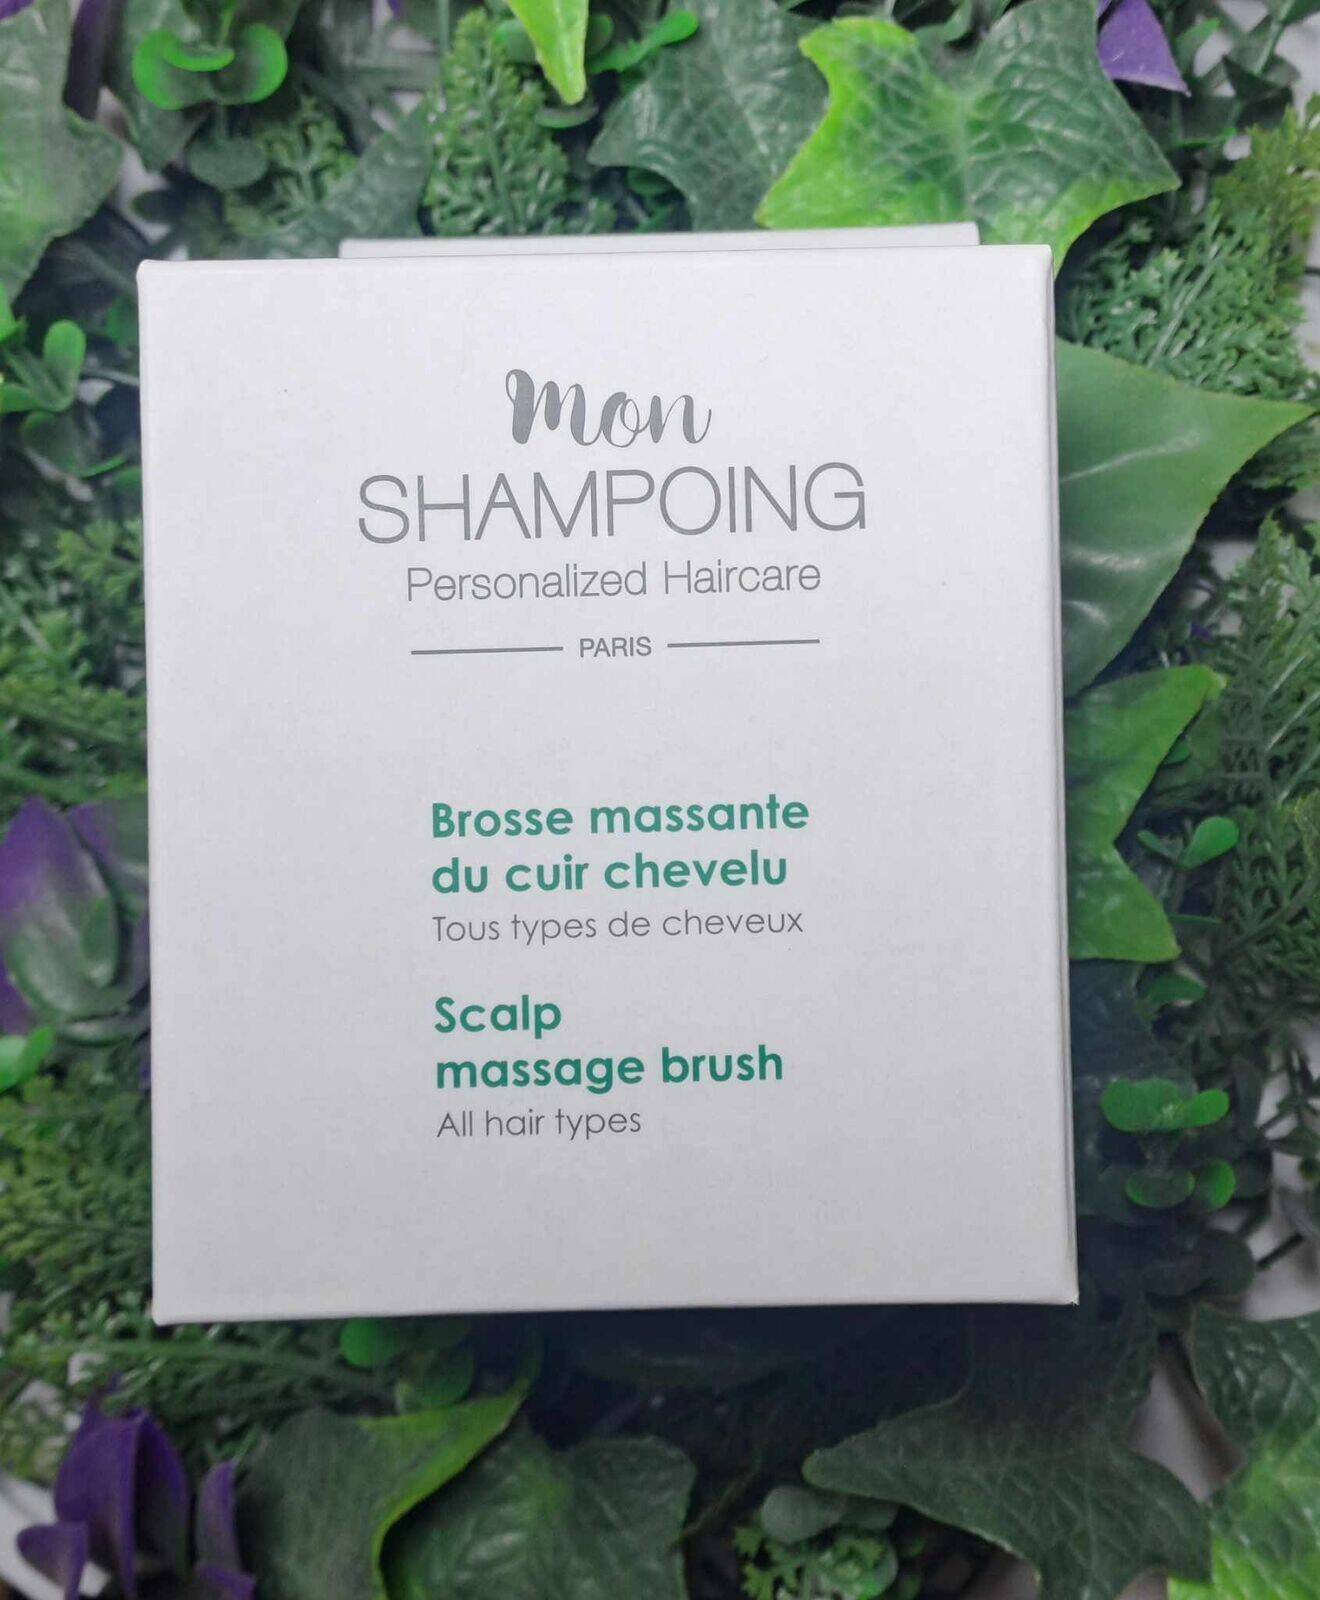 Mon
SHAMPOING
Personalized Haircare
PARIS
Brosse massante
du cuir chevelu
Tous types de cheveux
Scalp
massage brush
All hair types